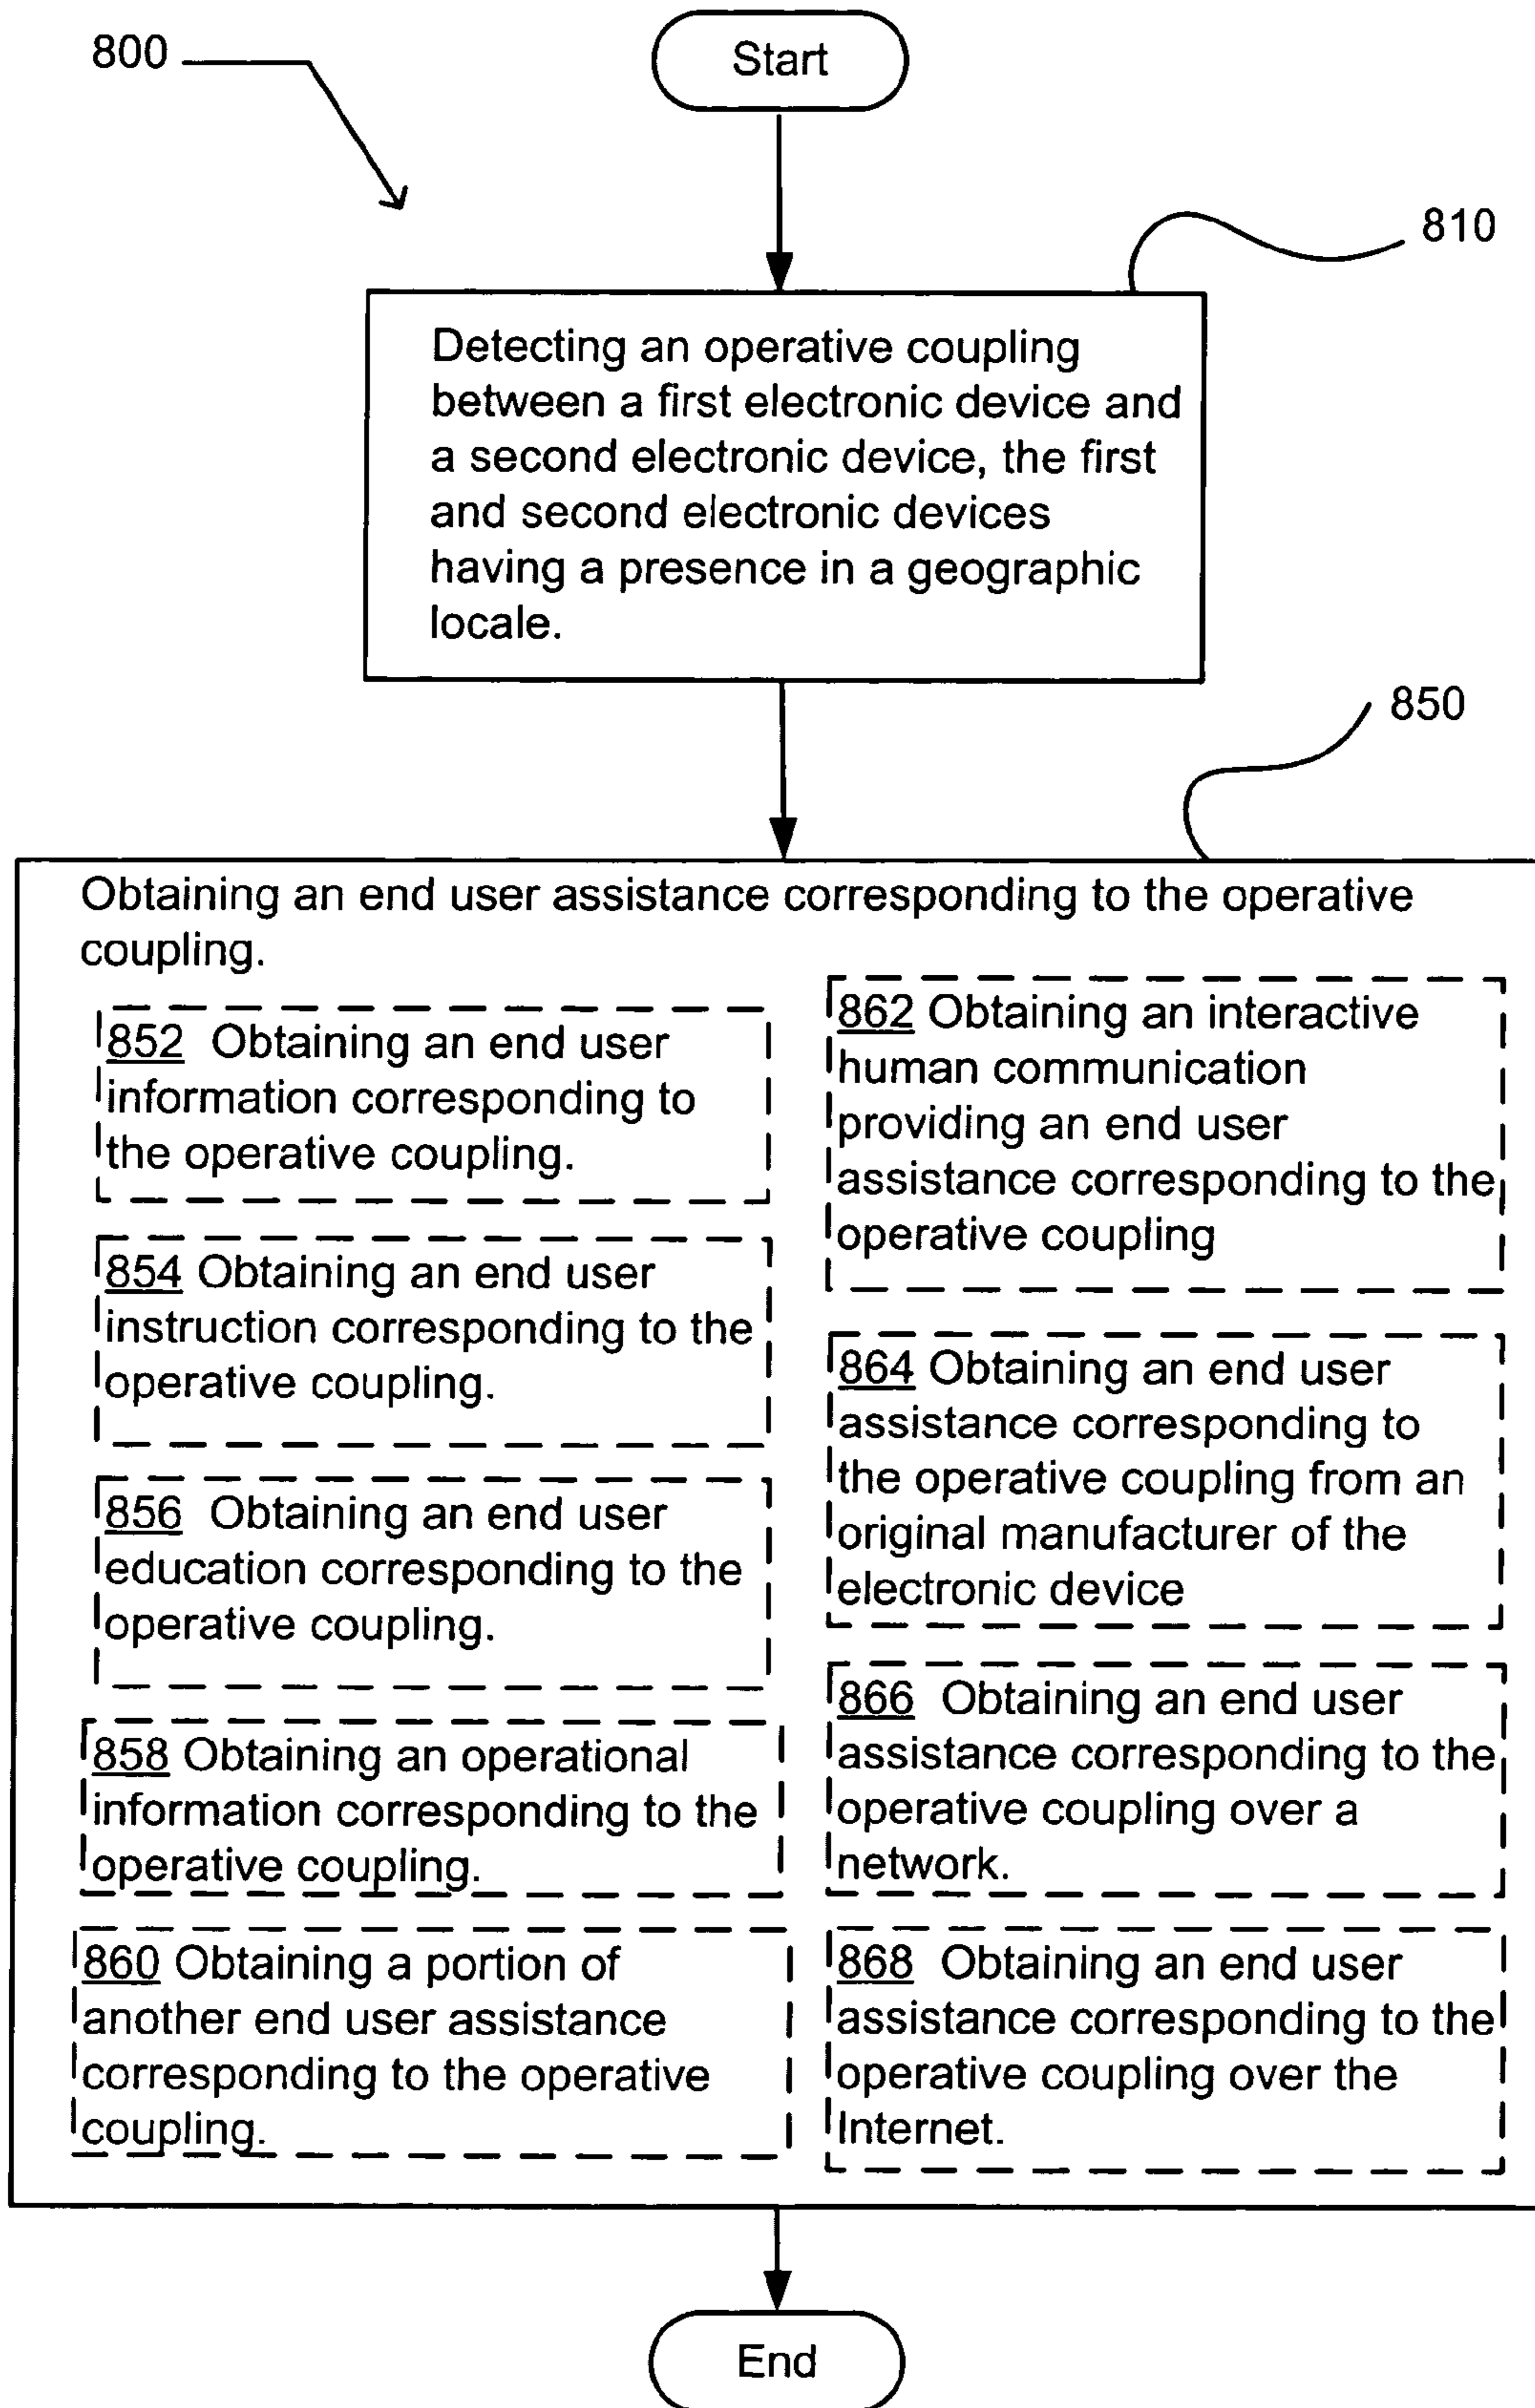 800
Start
810
Detecting an operative coupling
between a first electronic device and
a second electronic device, the first
and second electronic devices
having a presence in a geographic
locale.
850
Obtaining an end user assistance corresponding to the operative
coupling.
852 Obtaining an end user
information corresponding to
the operative coupling.
854 Obtaining an end user
instruction corresponding to the
operative coupling.
856 Obtaining an end user
education corresponding to the
operative coupling.
858 Obtaining an operational
information corresponding to the
operative coupling.
860 Obtaining a portion of
another end user assistance
corresponding to the operative
coupling.
862 Obtaining an interactive
human communication
providing an end user
assistance corresponding to the
operative coupling
864 Obtaining an end user
assistance corresponding to
the operative coupling from an
original manufacturer of the
electronic device
866 Obtaining an end user
assistance corresponding to the
operative coupling over a
network.
868 Obtaining an end user
assistance corresponding to the
operative coupling over the
Internet.
End